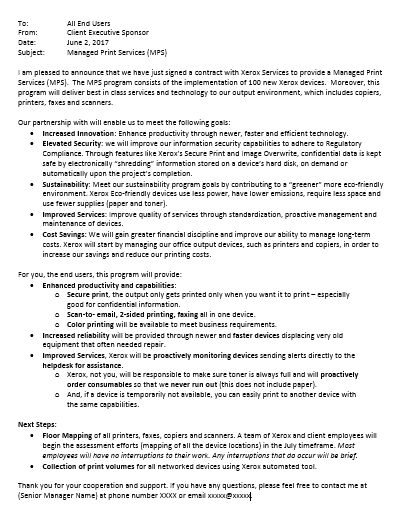 To: All End Users
From: Client Executive Sponsor
Date: June 2, 2017
Subject: Managed Print Services (MPS)
I am pleased to announce that we have just signed a contract with Xerox Services to provide a Managed Print
Services (MPS). The MPS program consists of the implementation of 100 new Xerox devices. Moreover, this
program will deliver best in class services and technology to our output environment, which includes copiers,
printers, faxes and scanners.
Our partnership with will enable us to meet the following goals:
• Increased Innovation: Enhance productivity through newer, faster and efficient technology.
• Elevated Security: we will improve our information security capabilities to adhere to Regulatory
Compliance. Through features like Xerox's Secure Print and Image Overwrite, confidential data is kept
safe by electronically “shredding” information stored on a device's hard disk, on demand or
automatically upon the project's completion.
• Sustainability: Meet our sustainability program goals by contributing to a “greener” more eco-friendly
environment. Xerox Eco-friendly devices use less power, have lower emissions, require less space and
use fewer supplies (paper and toner).
• Improved Services: Improve quality of services through standardization, proactive management and
maintenance of devices.
• Cost Savings: We will gain greater financial discipline and improve our ability to manage long-term
costs. Xerox will start by managing our office output devices, such as printers and copiers, in order to
increase our savings and reduce our printing costs.
For you, the end users, this program will provide:
• Enhanced productivity and capabilities:
o Secure print, the output only gets printed only when you want it to print – especially
good for confidential information.
o Scan-to- email, 2-sided printing, faxing all in one device.
o Color printing will be available to meet business requirements.
• Increased reliability will be provided through newer and faster devices displacing very old
equipment that often needed repair.
• Improved Services, Xerox will be proactively monitoring devices sending alerts directly to the
helpdesk for assistance.
o Xerox, not you, will be responsible to make sure toner is always full and will proactively
order consumables so that we never run out (this does not include paper).
o And, if a device is temporarily not available, you can easily print to another device with
the same capabilities.
Next Steps:
• Floor Mapping of all printers, faxes, copiers and scanners. A team of Xerox and client employees will
begin the assessment efforts (mapping of all the device locations) in the July timeframe. Most
employees will have no interruptions to their work. Any interruptions that do occur will be brief.
• Collection of print volumes for all networked devices using Xerox automated tool.
Thank you for your cooperation and support. If you have any questions, please feel free to contact me at
(Senior Manager Name) at phone number XXXX or email xxxxx@xxxxx